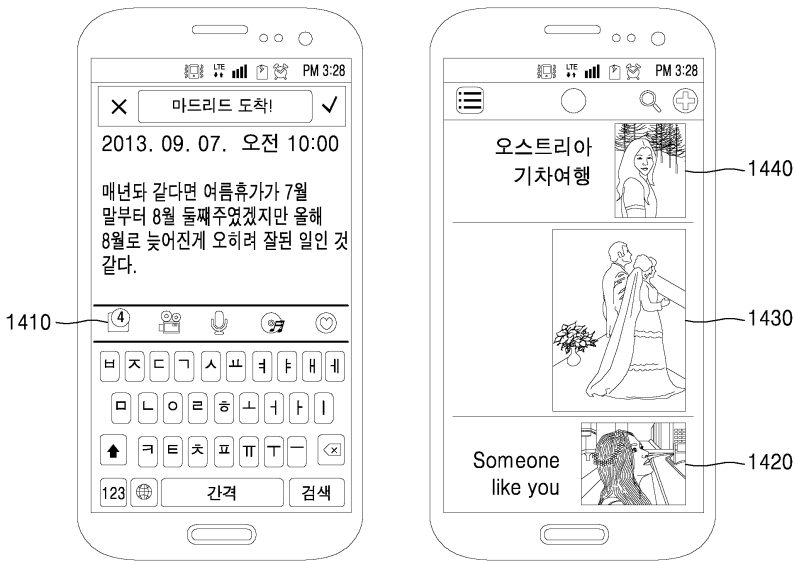 LTE PM 3:28
마드리드 도착!
2013. 09. 07. 오전 10:00
매년돠 같다면 여름휴가가 7월
말부터 8월 둘째주였겠지만 올해
8월로 늦어진게 오히려 잘된 일인 것
같다.
1410
4
ㅂ ㅈ ㄷ ㄱ ㅅ ㅛ ㅕ ㅑ ㅐ ㅔ
ㅁ ㄴ ㅇ ㄹ ㅎ ㅗ ㅓ ㅏ ㅣ
ㅋ ㅌ ㅊ ㅍ ㅠ ㅜ ㅡ
123 간격 검색
LTE PM 3:28
오스트리아
기차여행
1440
1430
Someone
like you
1420